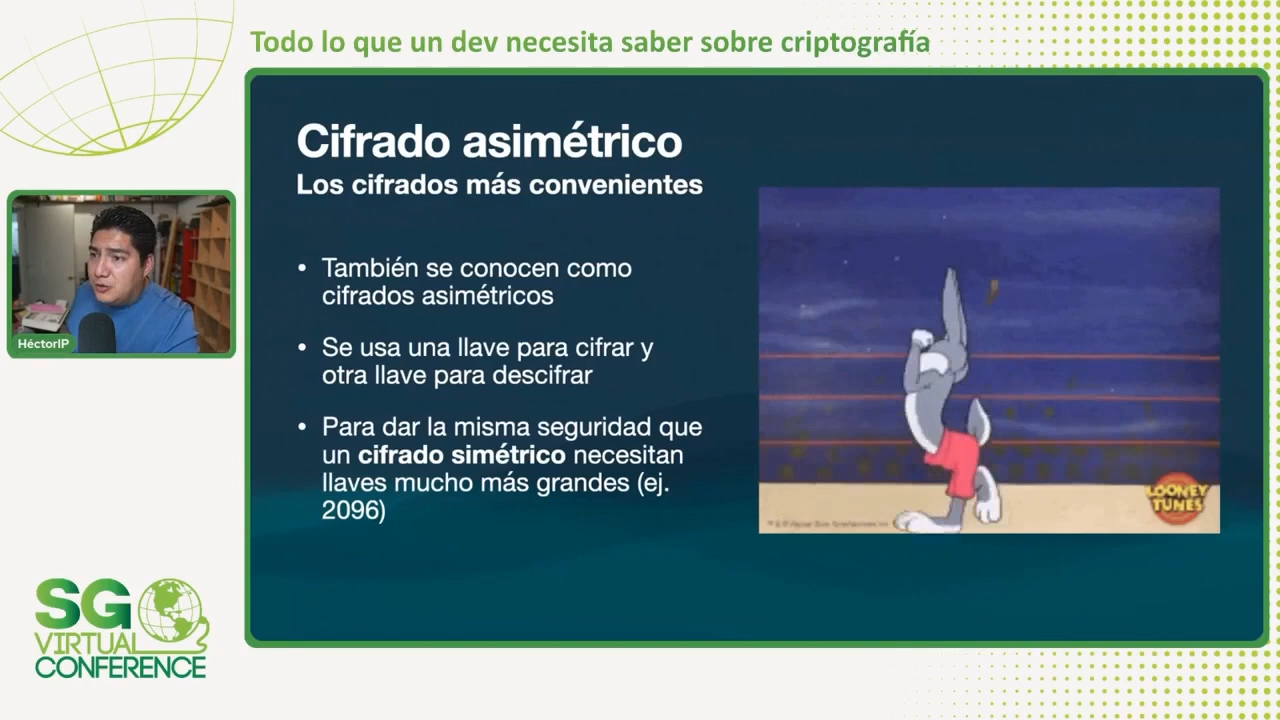 Todo lo que un dev necesita saber sobre criptografía
Cifrado asimétrico
Los cifrados más convenientes
• También se conocen como
cifrados asimétricos
• Se usa una llave para cifrar y
otra llave para descifrar
• Para dar la misma seguridad que
un cifrado simétrico necesitan
llaves mucho más grandes (ej.
2096)
LOONEY
TUNES
HéctorIP
SG
VIRTUAL
CONFERENCE